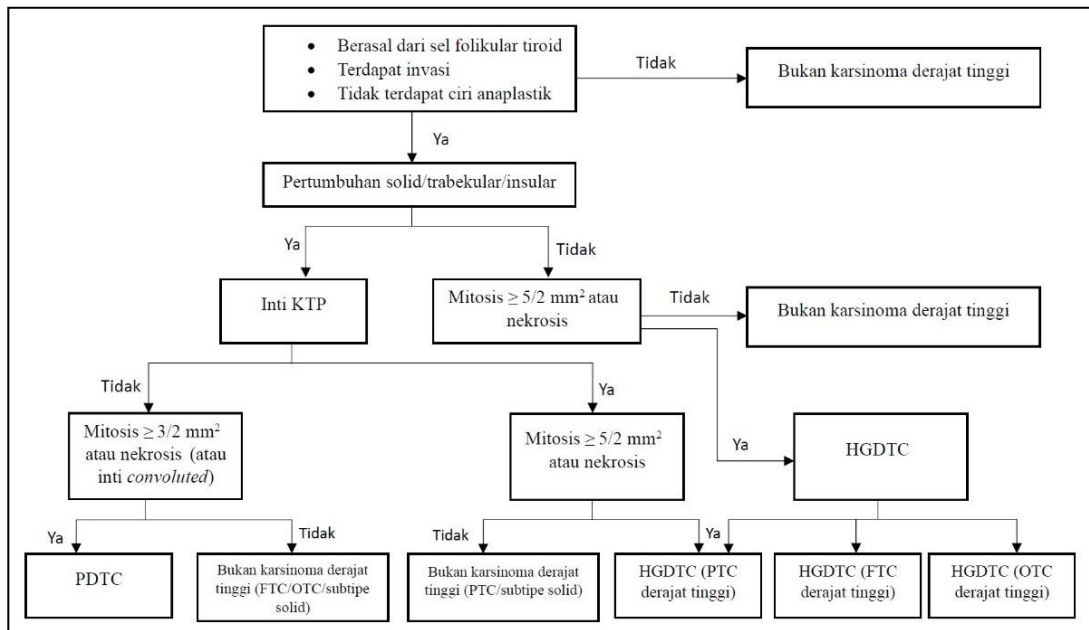 • Berasal dari sel folikular tiroid
• Terdapat invasi
• Tidak terdapat ciri anaplastik
Tidak
Bukan karsinoma derajat tinggi
Ya
Pertumbuhan solid/trabekular/insular
Ya
Tidak
Inti KTP
Mitosis ≥ 5/2 mm² atau
nekrosis
Tidak
Bukan karsinoma derajat tinggi
Tidak
Ya
Mitosis ≥ 3/2 mm²
atau nekrosis (atau
inti convoluted)
Mitosis ≥ 5/2 mm²
atau nekrosis
Ya
HGDTC
Ya
Tidak
Tidak
Ya
PDTC
Bukan karsinoma derajat
tinggi (FTC/OTC/subtipe
solid)
Bukan karsinoma derajat
tinggi (PTC/subtipe solid)
HGDTC (PTC
derajat tinggi)
HGDTC (FTC
derajat tinggi)
HGDTC (OTC
derajat tinggi)